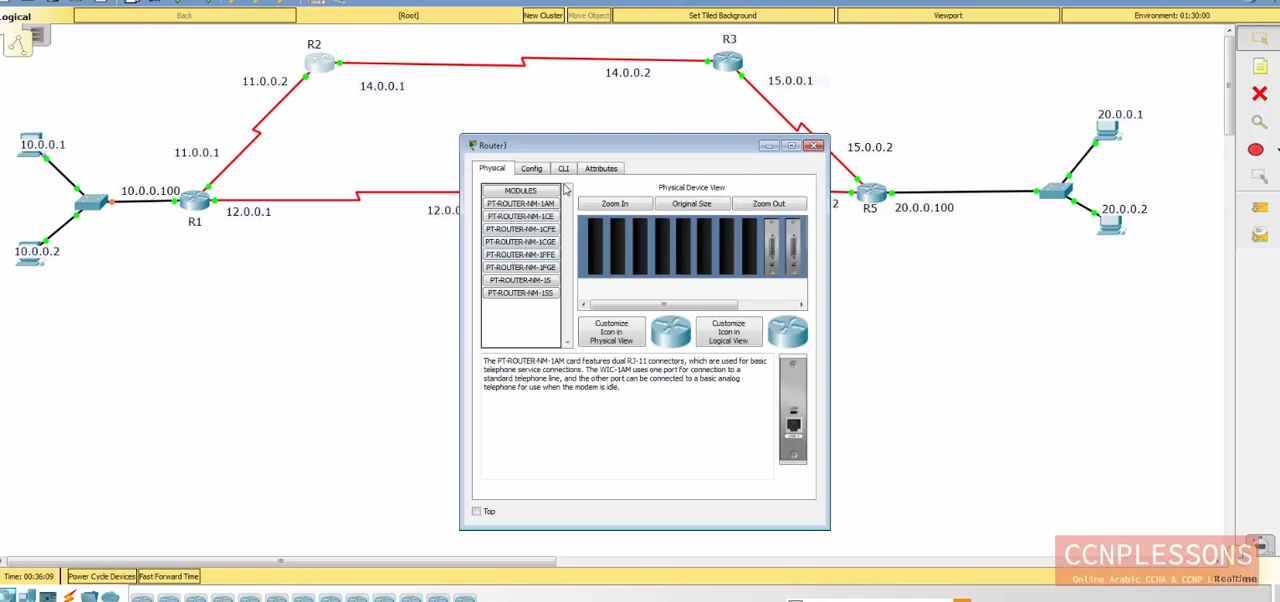 Logical
Back
[Root]
New Cluster
Move Object
Set Tiled Background
Viewport
Environment: 01:30:00
R2
R3
11.0.0.2
14.0.0.1
14.0.0.2
15.0.0.1
10.0.0.1
20.0.0.1
11.0.0.1
15.0.0.2
10.0.0.100
R1
12.0.0.1
12.0.
2
R5
20.0.0.100
20.0.0.2
10.0.0.2
Router3
Physical
Config
CLI
Attributes
MODULES
PT-ROUTER-NM-1AM
PT-ROUTER-NM-1CE
PT-ROUTER-NM-1CFE
PT-ROUTER-NM-1CGE
PT-ROUTER-NM-1FFE
PT-ROUTER-NM-1FGE
PT-ROUTER-NM-1S
PT-ROUTER-NM-1SS
Physical Device View
Zoom In
Original Size
Zoom Out
Customize
Icon in
Physical View
Customize
Icon in
Logical View
The PT-ROUTER-NM-1AM card features dual RJ-11 connectors, which are used for basic
telephone service connections. The WIC-1AM uses one port for connection to a
standard telephone line, and the other port can be connected to a basic analog
telephone for use when the modem is idle.
Top
CCNPLESSONS
Online Arabic CCNA & CCNP
Realtime
Time: 00:36:09
Power Cycle Devices
Fast Forward Time